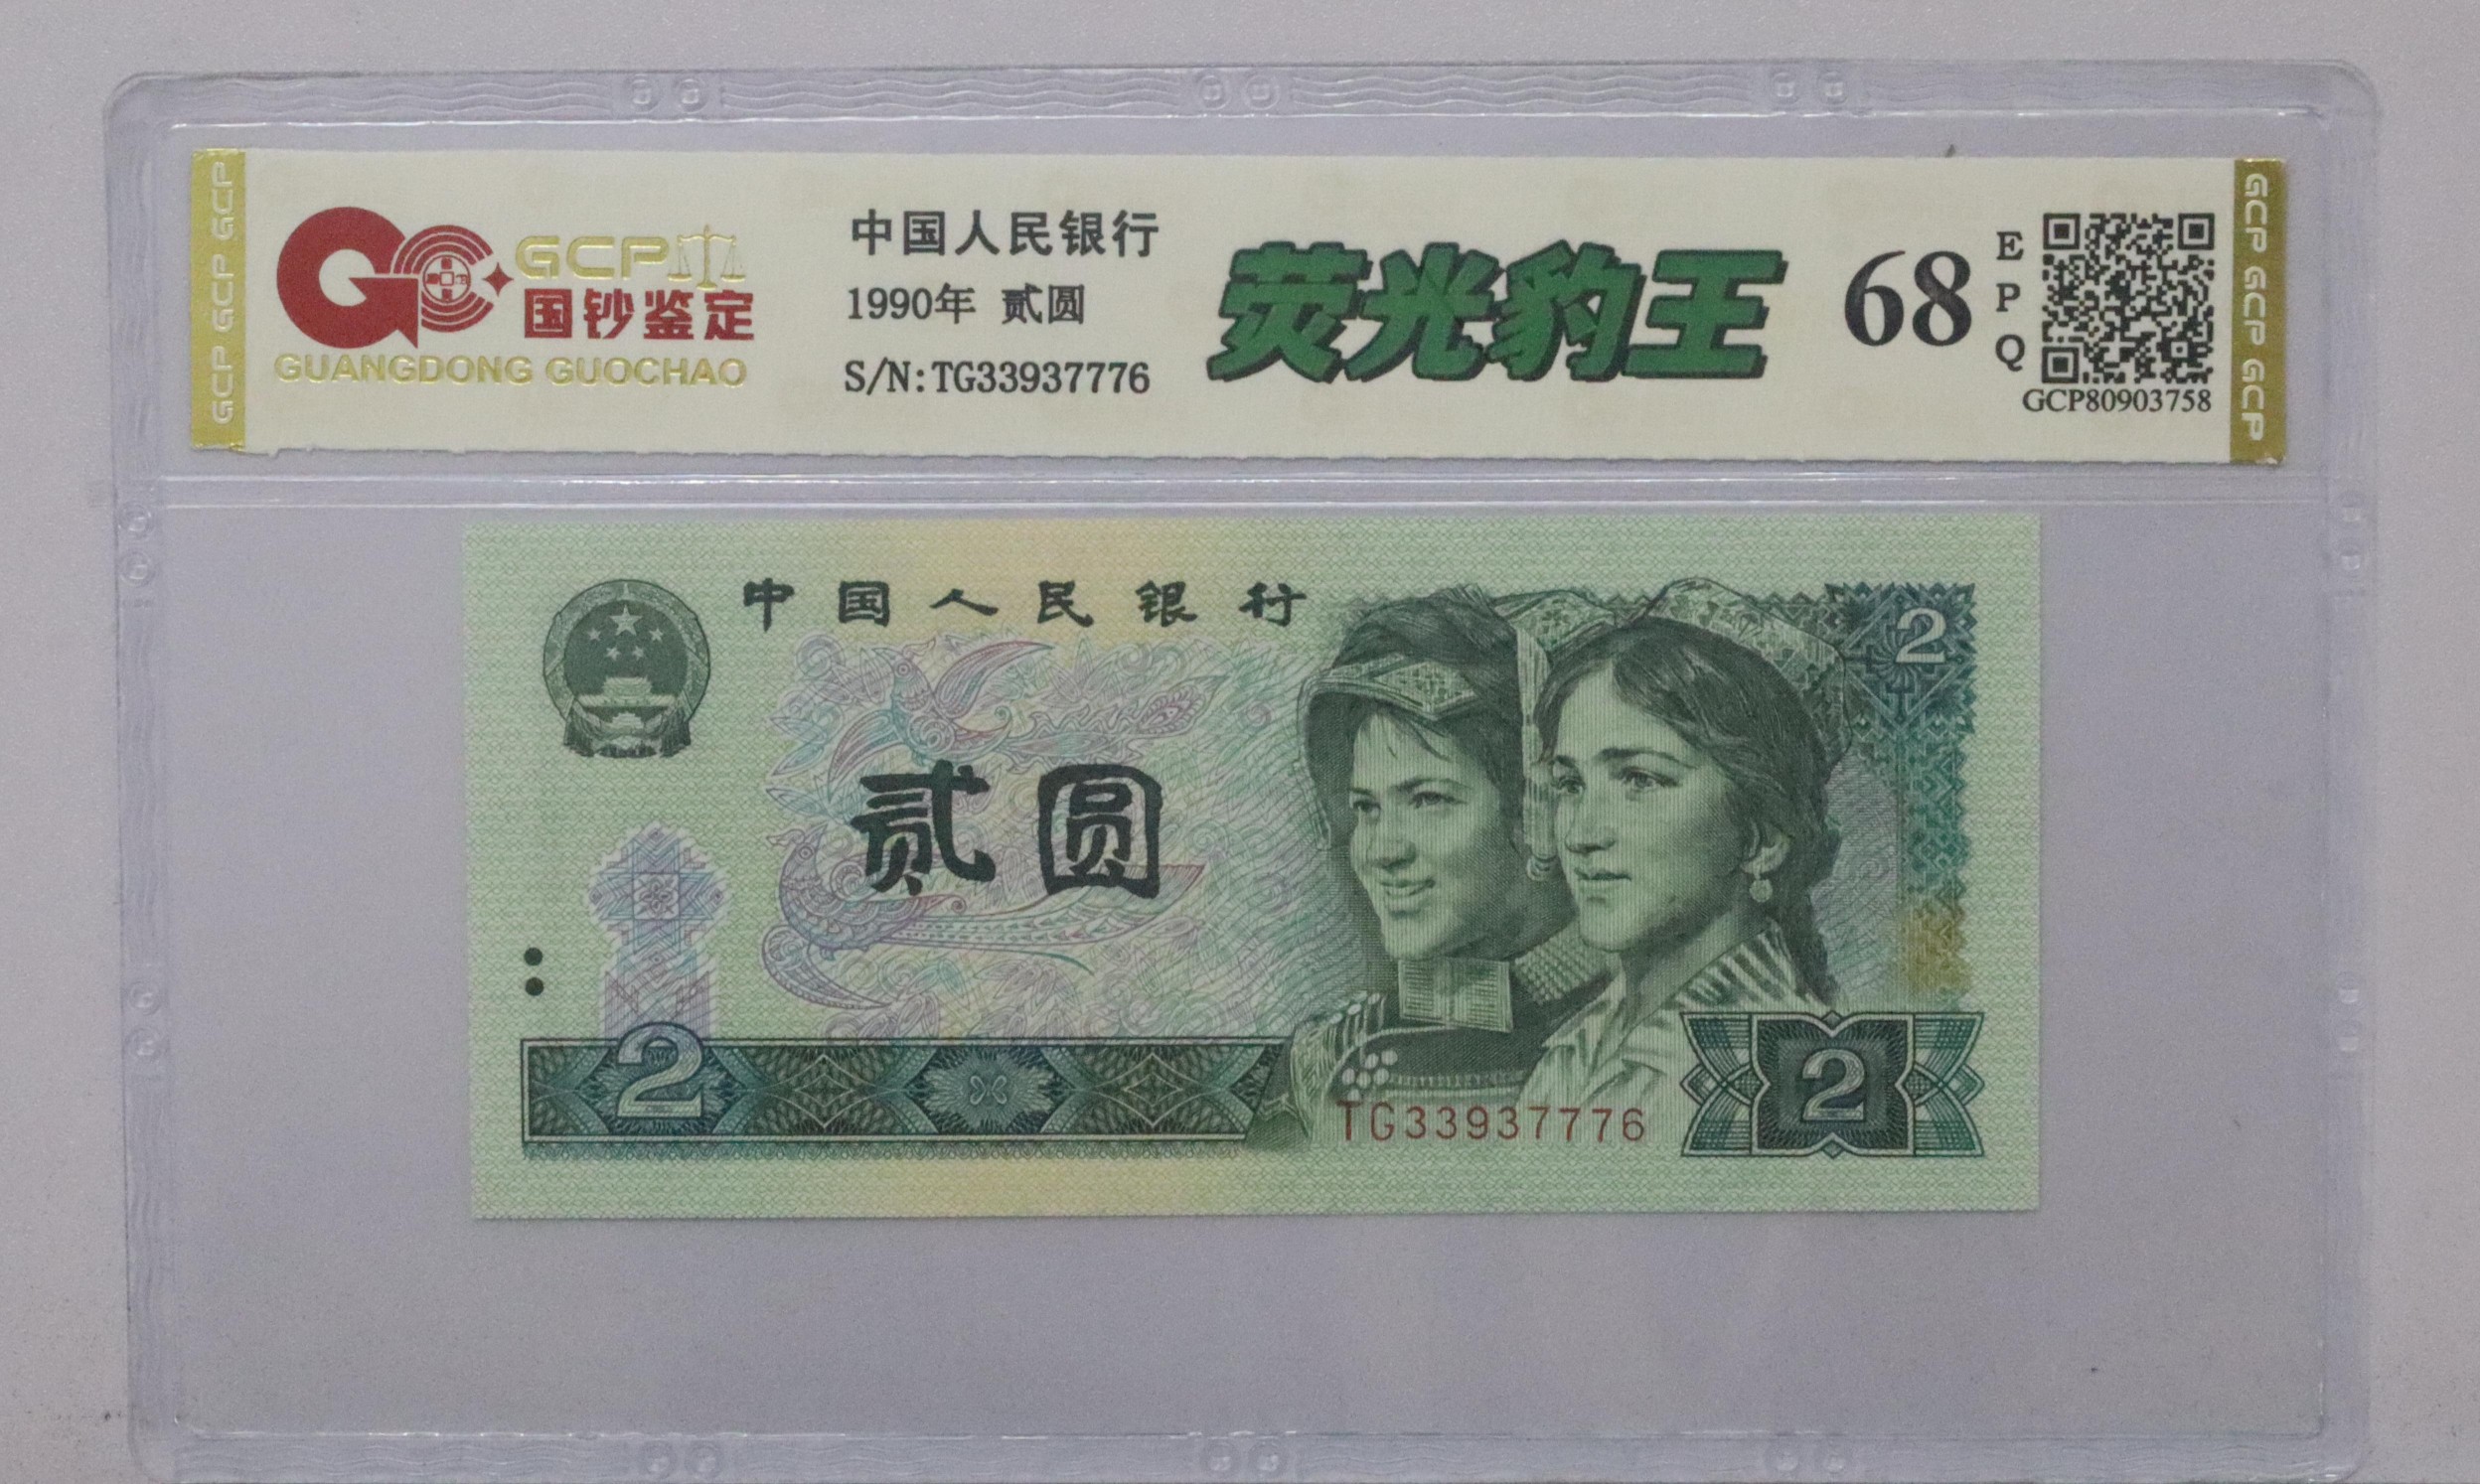 GCP GCP GCP
GCP
国钞鉴定
GUANGDONG GUOCHAO
中国人民银行
1990年 贰圆
S/N:TG33937776
荧光豹王
68
EPQ
GCP80903758
GCP GCP GCP
中国人民银行
2
贰圆
2
TG33937776
2